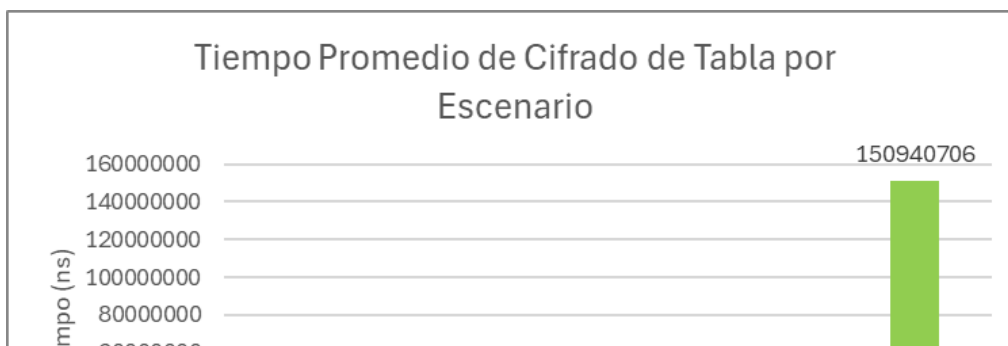 Tiempo Promedio de Cifrado de Tabla por
Escenario
150940706
160000000
140000000
120000000
100000000
80000000
mpo (ns)